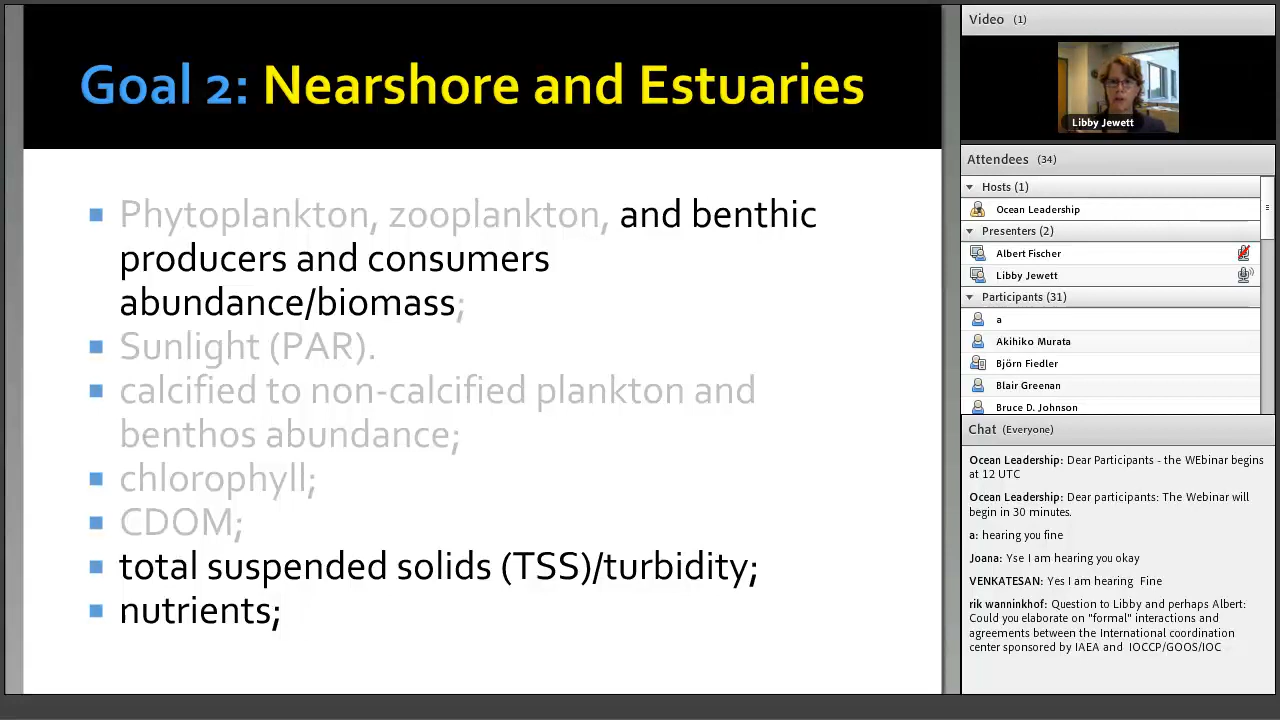 Goal 2: Nearshore and Estuaries
Phytoplankton, zooplankton, and benthic
producers and consumers
abundance/biomass;
Sunlight (PAR).
calcified to non-calcified plankton and
benthos abundance;
chlorophyll;
CDOM;
total suspended solids (TSS)/turbidity;
nutrients;
Video (1)
Libby Jewett
Attendees (34)
Hosts (1)
Ocean Leadership
Presenters (2)
Albert Fischer
Libby Jewett
Participants (31)
a
Akihiko Murata
Björn Fiedler
Blair Greenan
Bruce D. Johnson
Chat (Everyone)
Ocean Leadership: Dear Participants - the WEbinar begins
at 12 UTC
Ocean Leadership: Dear participants: The Webinar will
begin in 30 minutes.
a: hearing you fine
Joana: Yse I am hearing you okay
VENKATESAN: Yes I am hearing Fine
rik wanninkhof: Question to Libby and perhaps Albert:
Could you elaborate on "formal" interactions and
agreements between the International coordination
center sponsored by IAEA and IOCCP/GOOS/IOC